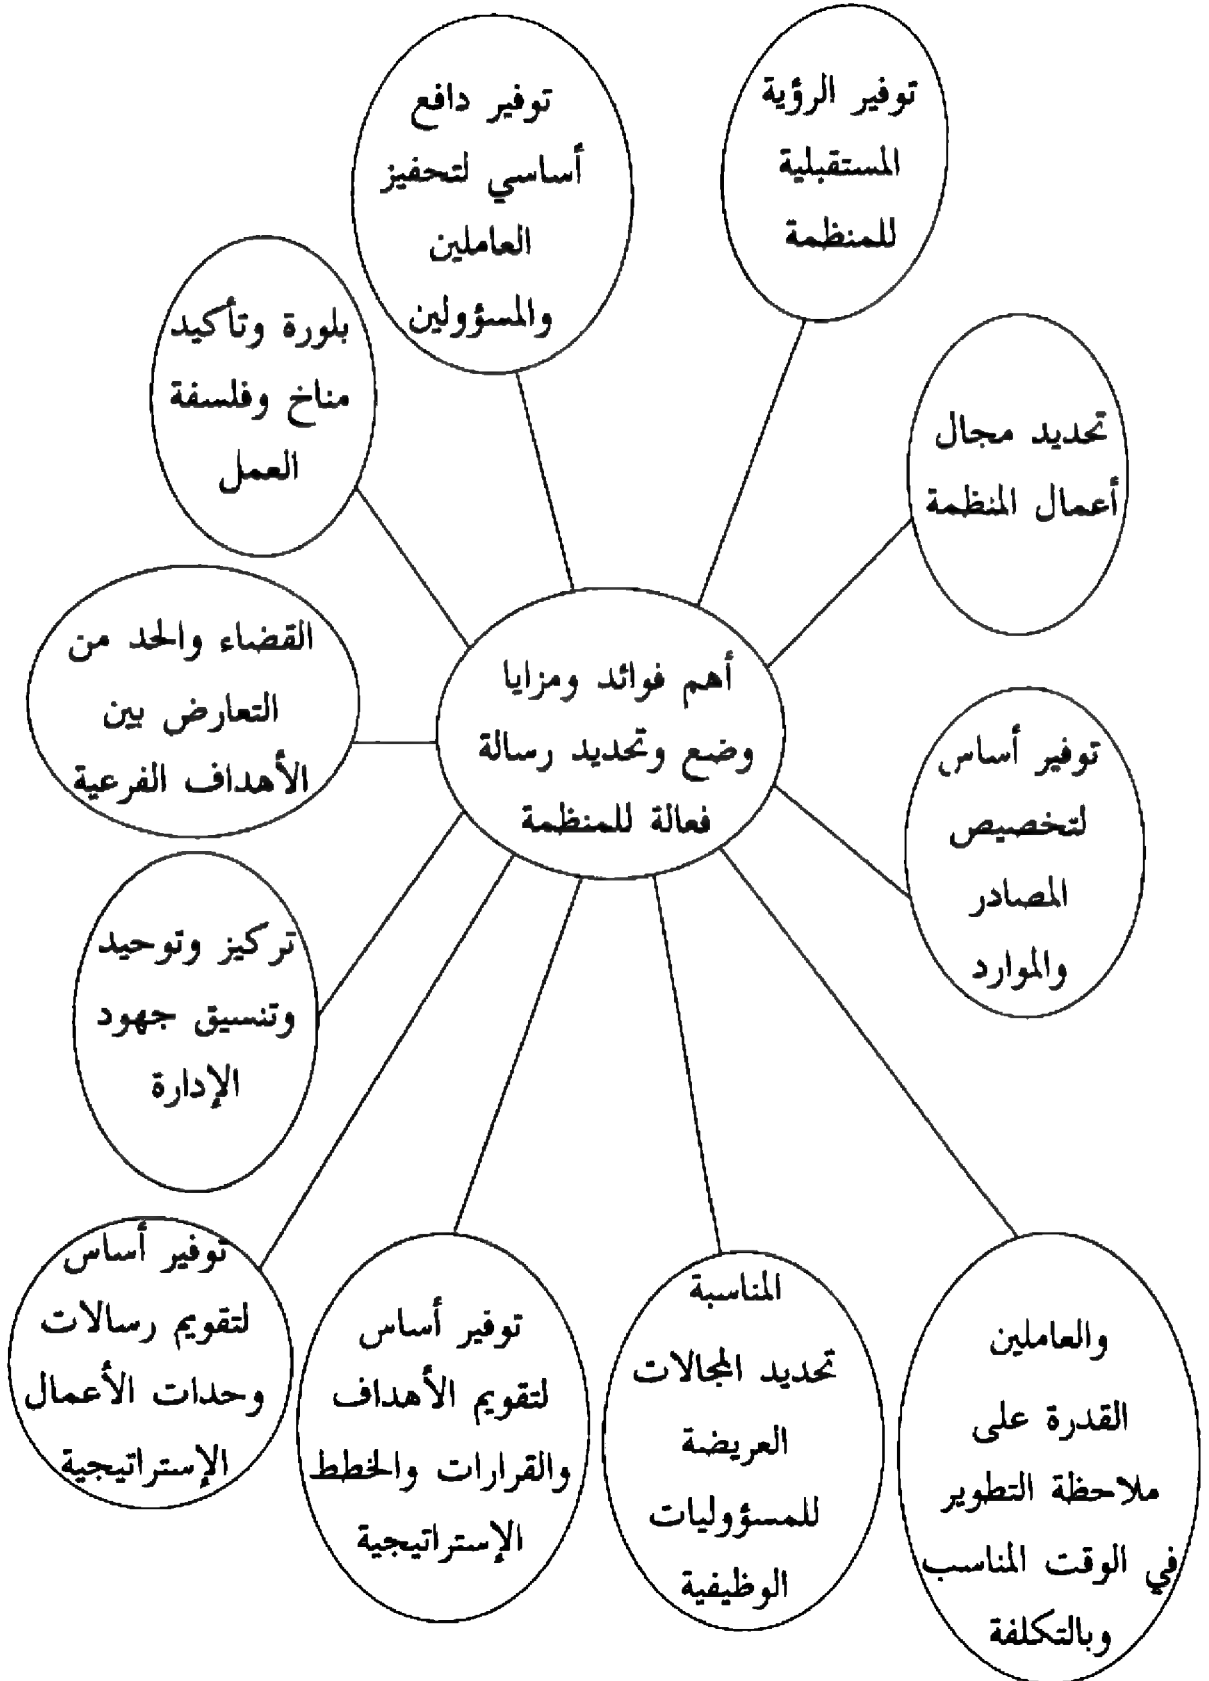 توفير الرؤية
المستقبلية
للمنظمة
توفير دافع
أساسي لتحفيز
العاملين
والمسؤولين
بلورة وتأكيد
مناخ وفلسفة
العمل
تحديد مجال
أعمال المنظمة
القضاء والحد من
التعارض بين
الأهداف الفرعية
أهم فوائد ومزايا
وضع وتحديد رسالة
فعالة للمنظمة
توفير أساس
لتخصيص
المصادر
والموارد
تركيز وتوحيد
وتنسيق جهود
الإدارة
والعاملين
القدرة على
ملاحظة التطوير
في الوقت المناسب
وبالتكلفة
المناسبة
تحديد المجالات
العريضة
للمسؤوليات
الوظيفية
توفير أساس
لتقويم الأهداف
والقرارات والخطط
الإستراتيجية
توفير أساس
لتقويم رسالات
وحدات الأعمال
الإستراتيجية